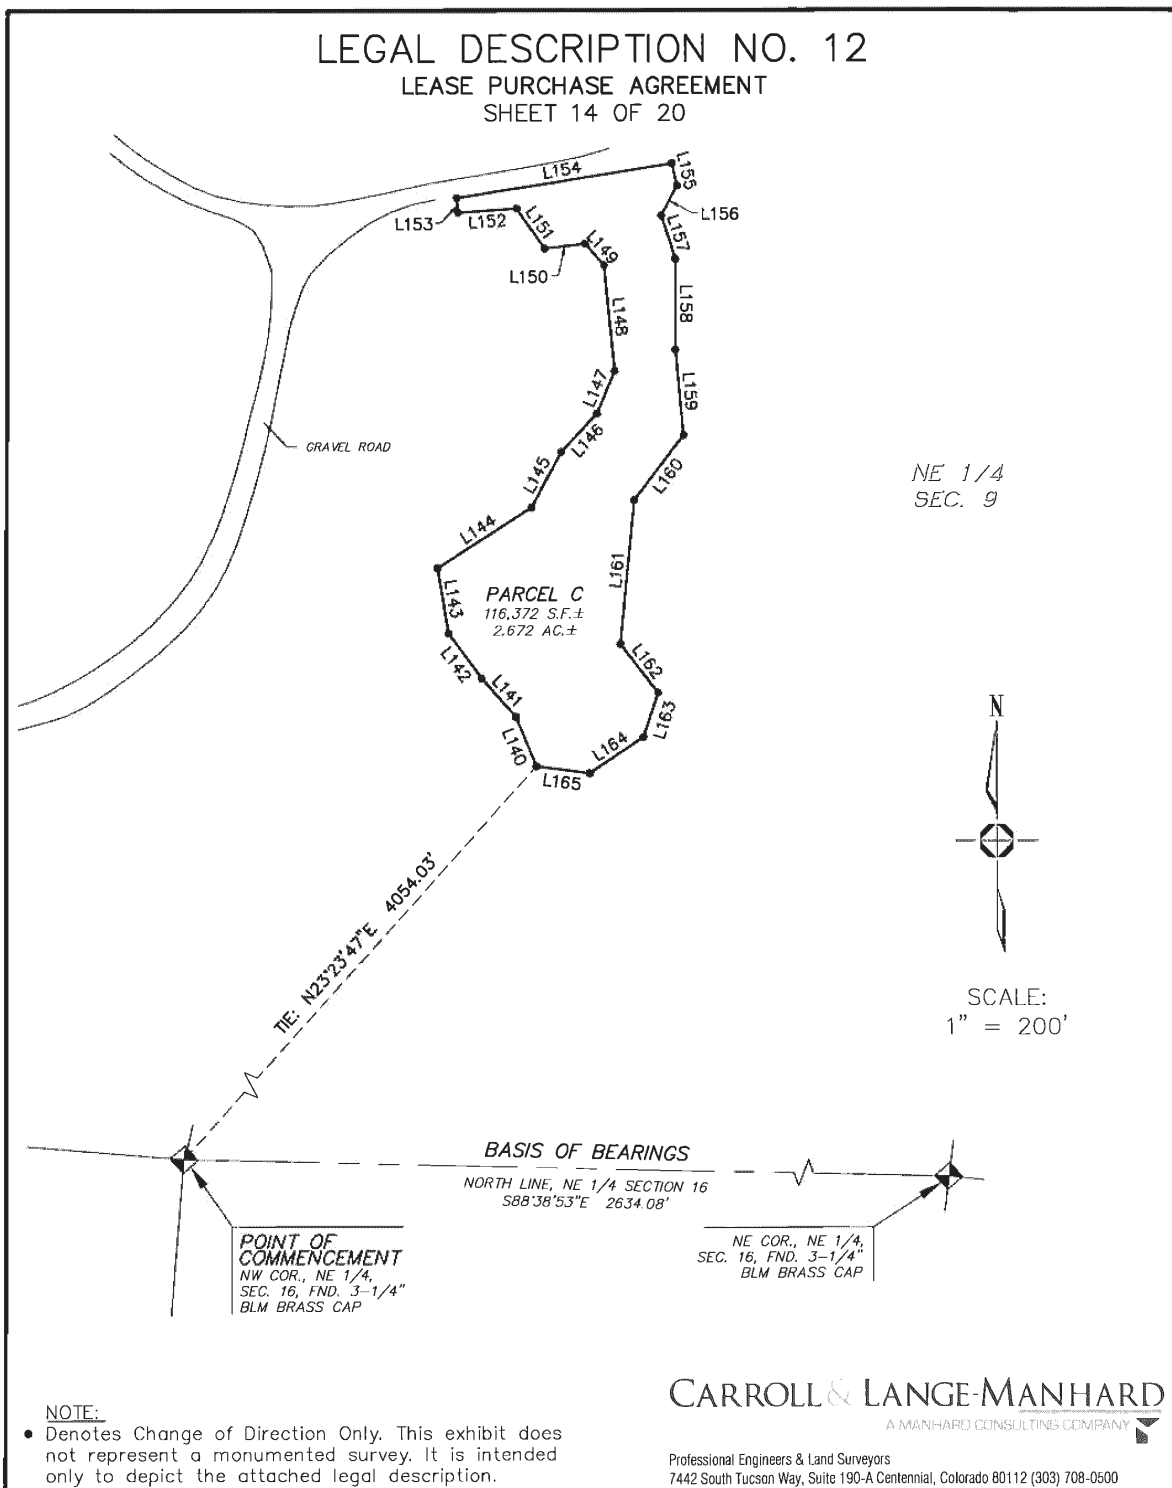 LEGAL DESCRIPTION NO. 12
LEASE PURCHASE AGREEMENT
SHEET 14 OF 20
L154
L155
L156
L153
L152
L151
L150
L149
L157
L148
L158
L147
L159
L146
GRAVEL ROAD
L145
L160
NE 1/4
SEC. 9
L144
L161
PARCEL C
116,372 S.F.±
2.672 AC.±
L143
L142
L162
L141
L163
L140
L164
L165
N
TIE: N23°23'47"E 4054.03'
SCALE:
1" = 200'
BASIS OF BEARINGS
NORTH LINE, NE 1/4 SECTION 16
S88°38'53"E 2634.08'
POINT OF
COMMENCEMENT
NW COR., NE 1/4,
SEC. 16, FND. 3-1/4"
BLM BRASS CAP
NE COR., NE 1/4,
SEC. 16, FND. 3-1/4"
BLM BRASS CAP
NOTE:
• Denotes Change of Direction Only. This exhibit does
not represent a monumented survey. It is intended
only to depict the attached legal description.
CARROLL & LANGE-MANHARD
A MANHARD CONSULTING COMPANY
Professional Engineers & Land Surveyors
7442 South Tucson Way, Suite 190-A Centennial, Colorado 80112 (303) 708-0500